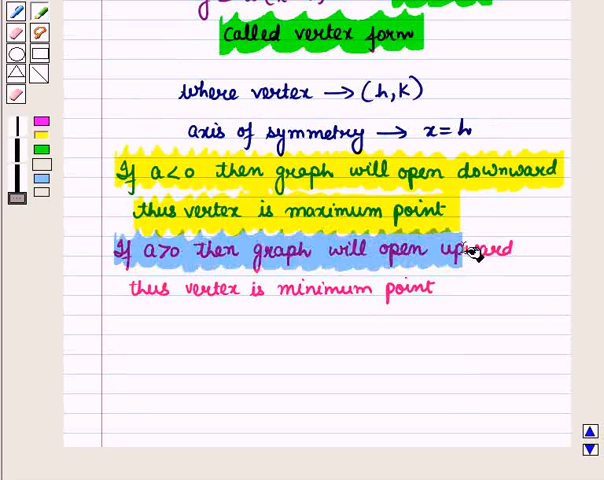 called vertex form
where vertex → (h, k)
axis of symmetry → x = h
If a < 0 then graph will open downward
thus vertex is maximum point
If a > 0 then graph will open upward
thus vertex is minimum point